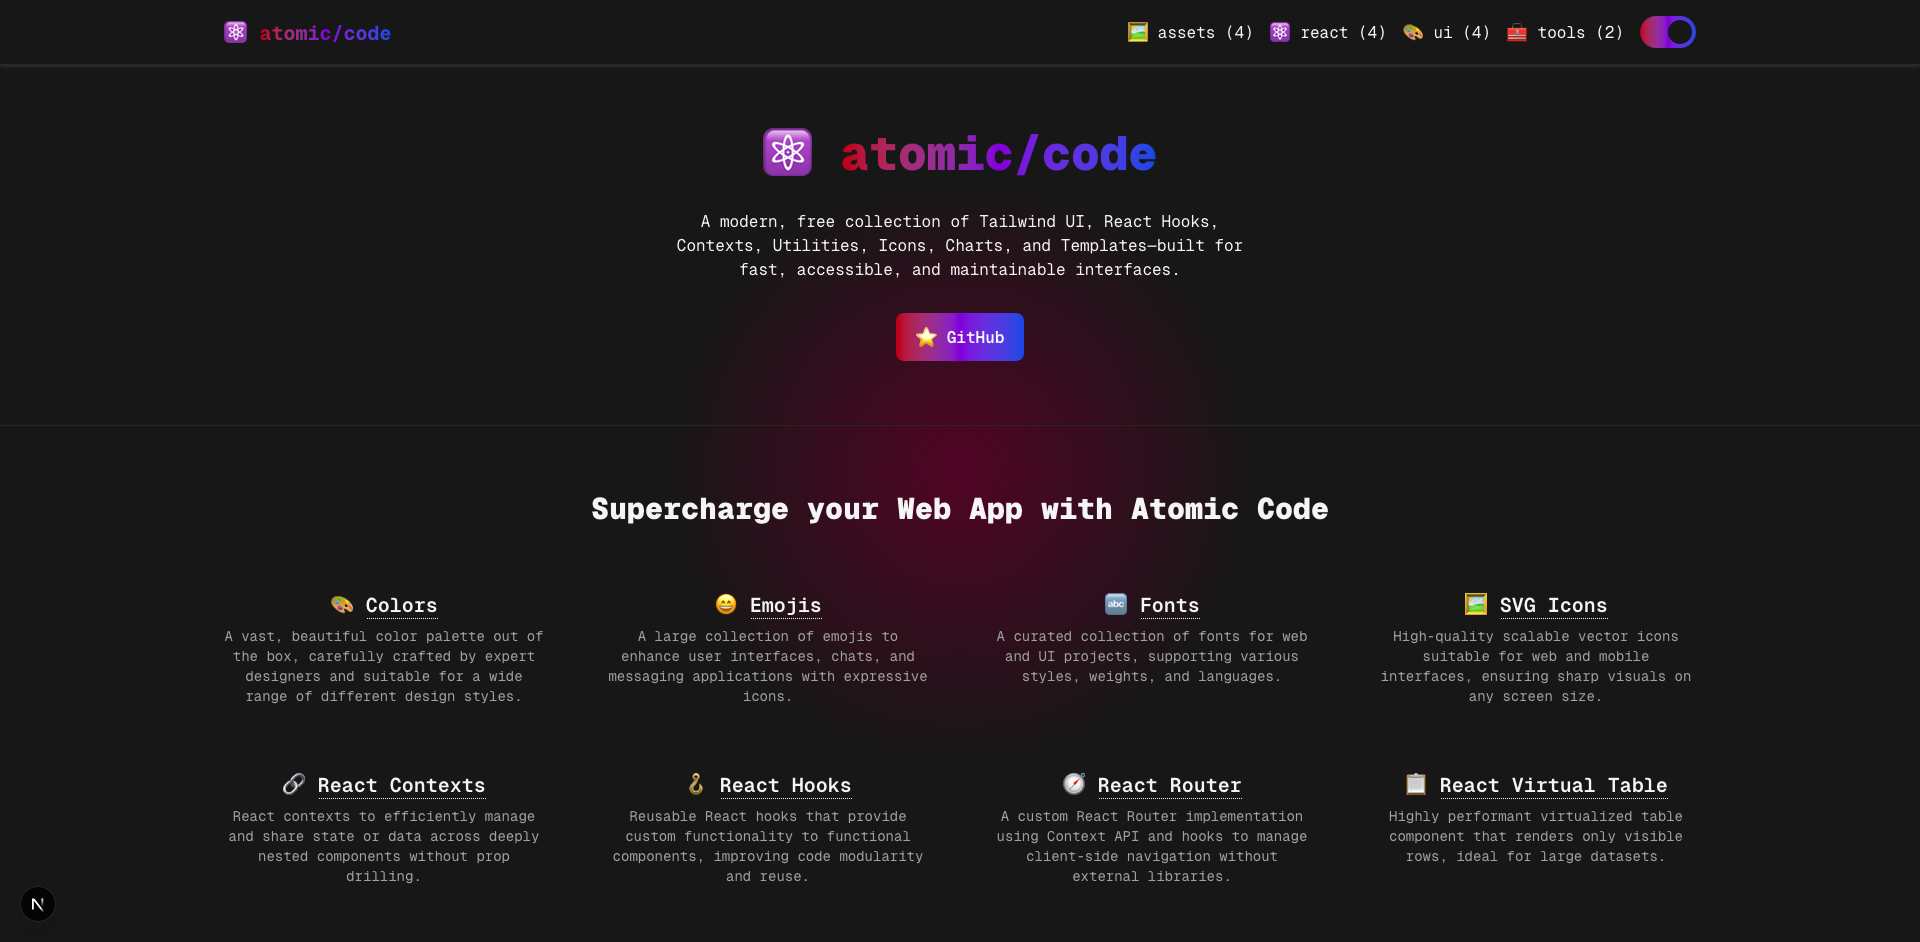 atomic/code
assets (4) react (4) ui (4) tools (2)
atomic/code
A modern, free collection of Tailwind UI, React Hooks,
Contexts, Utilities, Icons, Charts, and Templates—built for
fast, accessible, and maintainable interfaces.
GitHub
Supercharge your Web App with Atomic Code
Colors
A vast, beautiful color palette out of
the box, carefully crafted by expert
designers and suitable for a wide
range of different design styles.
Emojis
A large collection of emojis to
enhance user interfaces, chats, and
messaging applications with expressive
icons.
Fonts
A curated collection of fonts for web
and UI projects, supporting various
styles, weights, and languages.
SVG Icons
High-quality scalable vector icons
suitable for web and mobile
interfaces, ensuring sharp visuals on
any screen size.
React Contexts
React contexts to efficiently manage
and share state or data across deeply
nested components without prop
drilling.
React Hooks
Reusable React hooks that provide
custom functionality to functional
components, improving code modularity
and reuse.
React Router
A custom React Router implementation
using Context API and hooks to manage
client-side navigation without
external libraries.
React Virtual Table
Highly performant virtualized table
component that renders only visible
rows, ideal for large datasets.
N